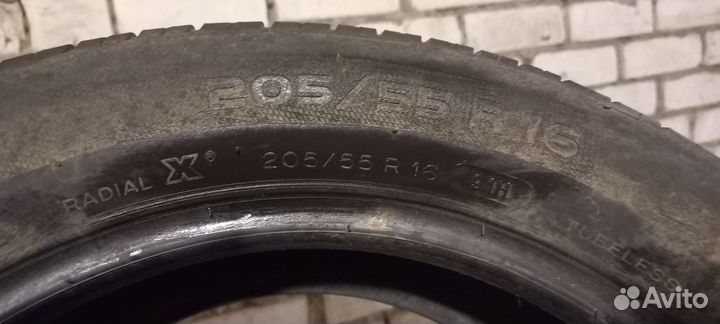 205/55 R 16
RADIAL X® 205/55 R 16 91H
TUBELESS
Avito